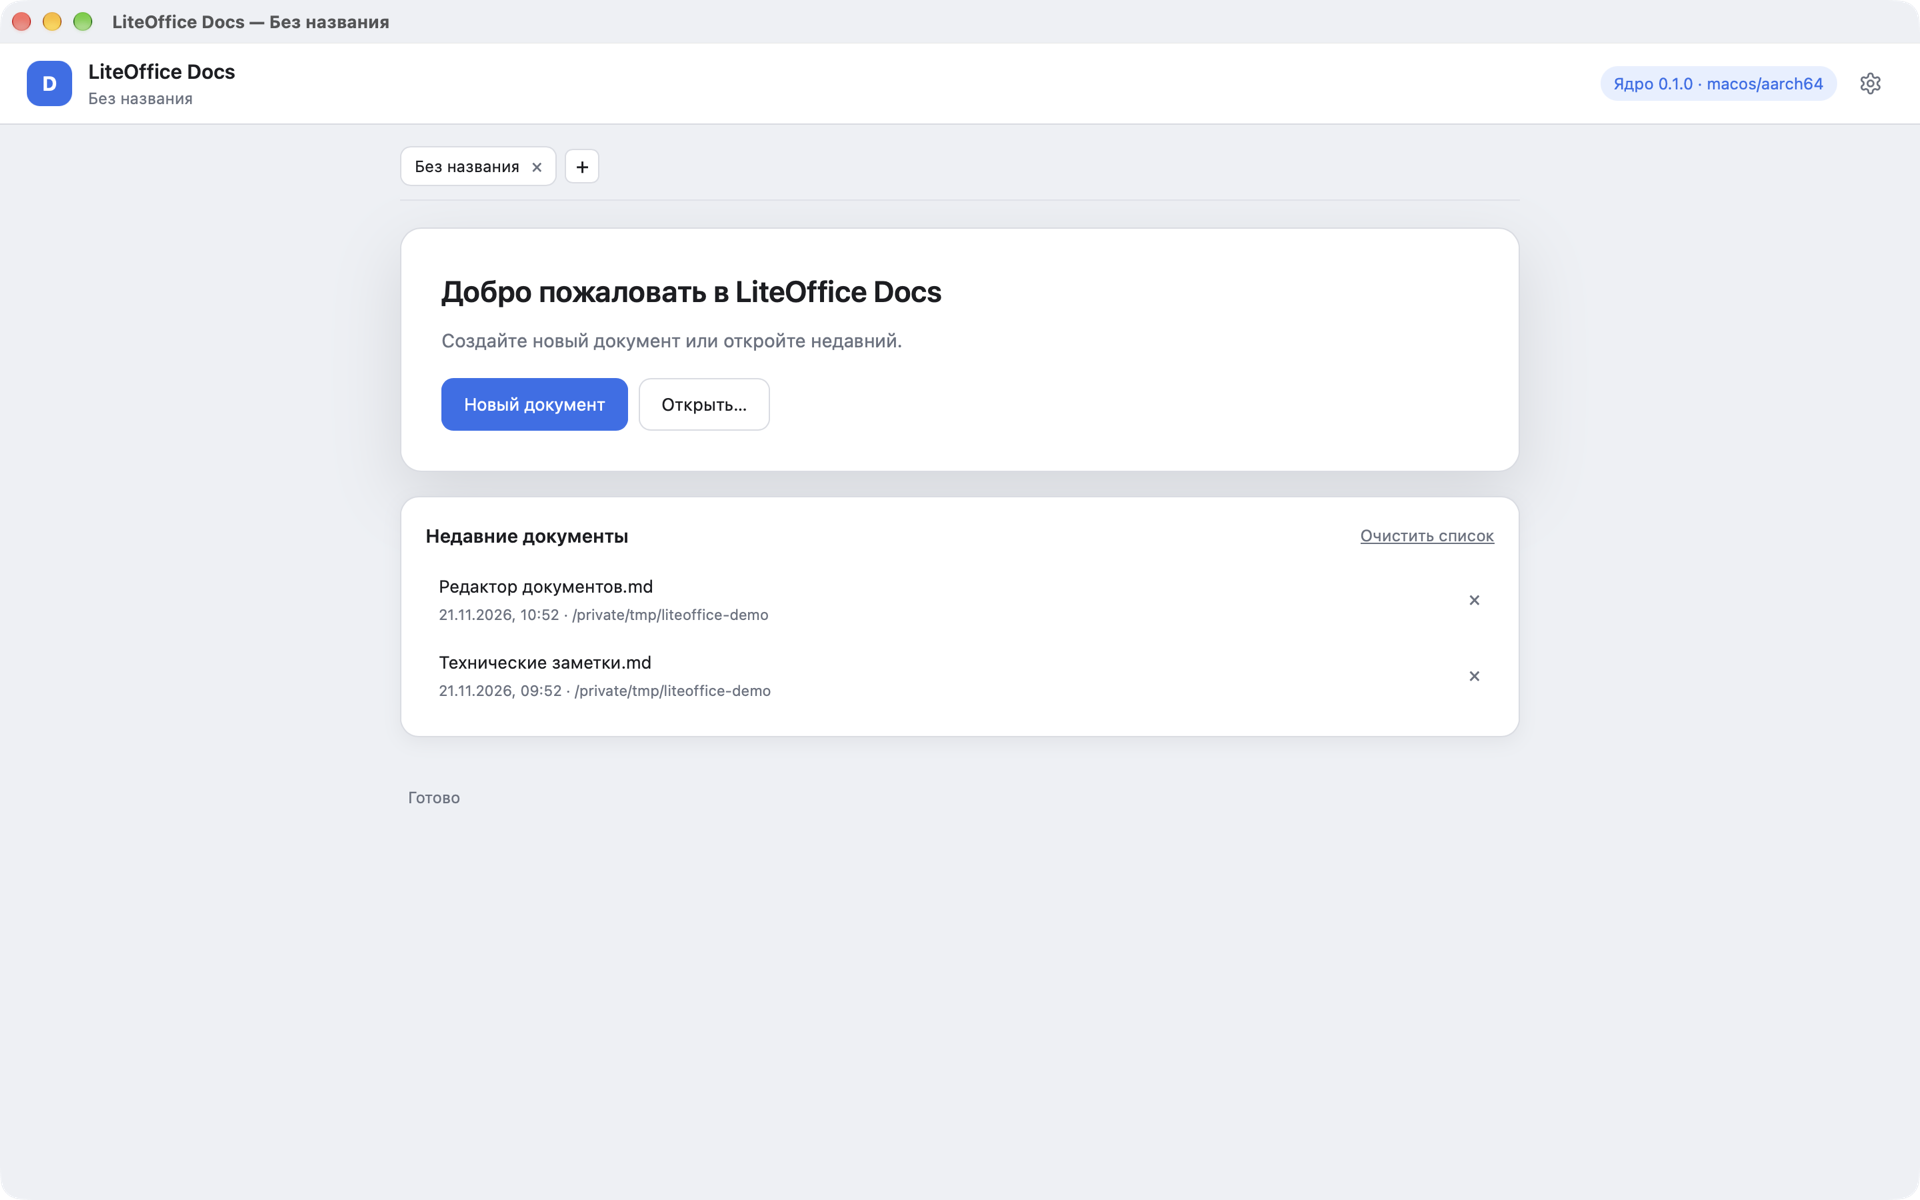 LiteOffice Docs — Без названия
D
LiteOffice Docs
Без названия
Ядро 0.1.0 · macos/aarch64
Без названия ×
+
Добро пожаловать в LiteOffice Docs
Создайте новый документ или откройте недавний.
Новый документ
Открыть...
Недавние документы
Очистить список
Редактор документов.md
21.11.2026, 10:52 · /private/tmp/liteoffice-demo
×
Технические заметки.md
21.11.2026, 09:52 · /private/tmp/liteoffice-demo
×
Готово